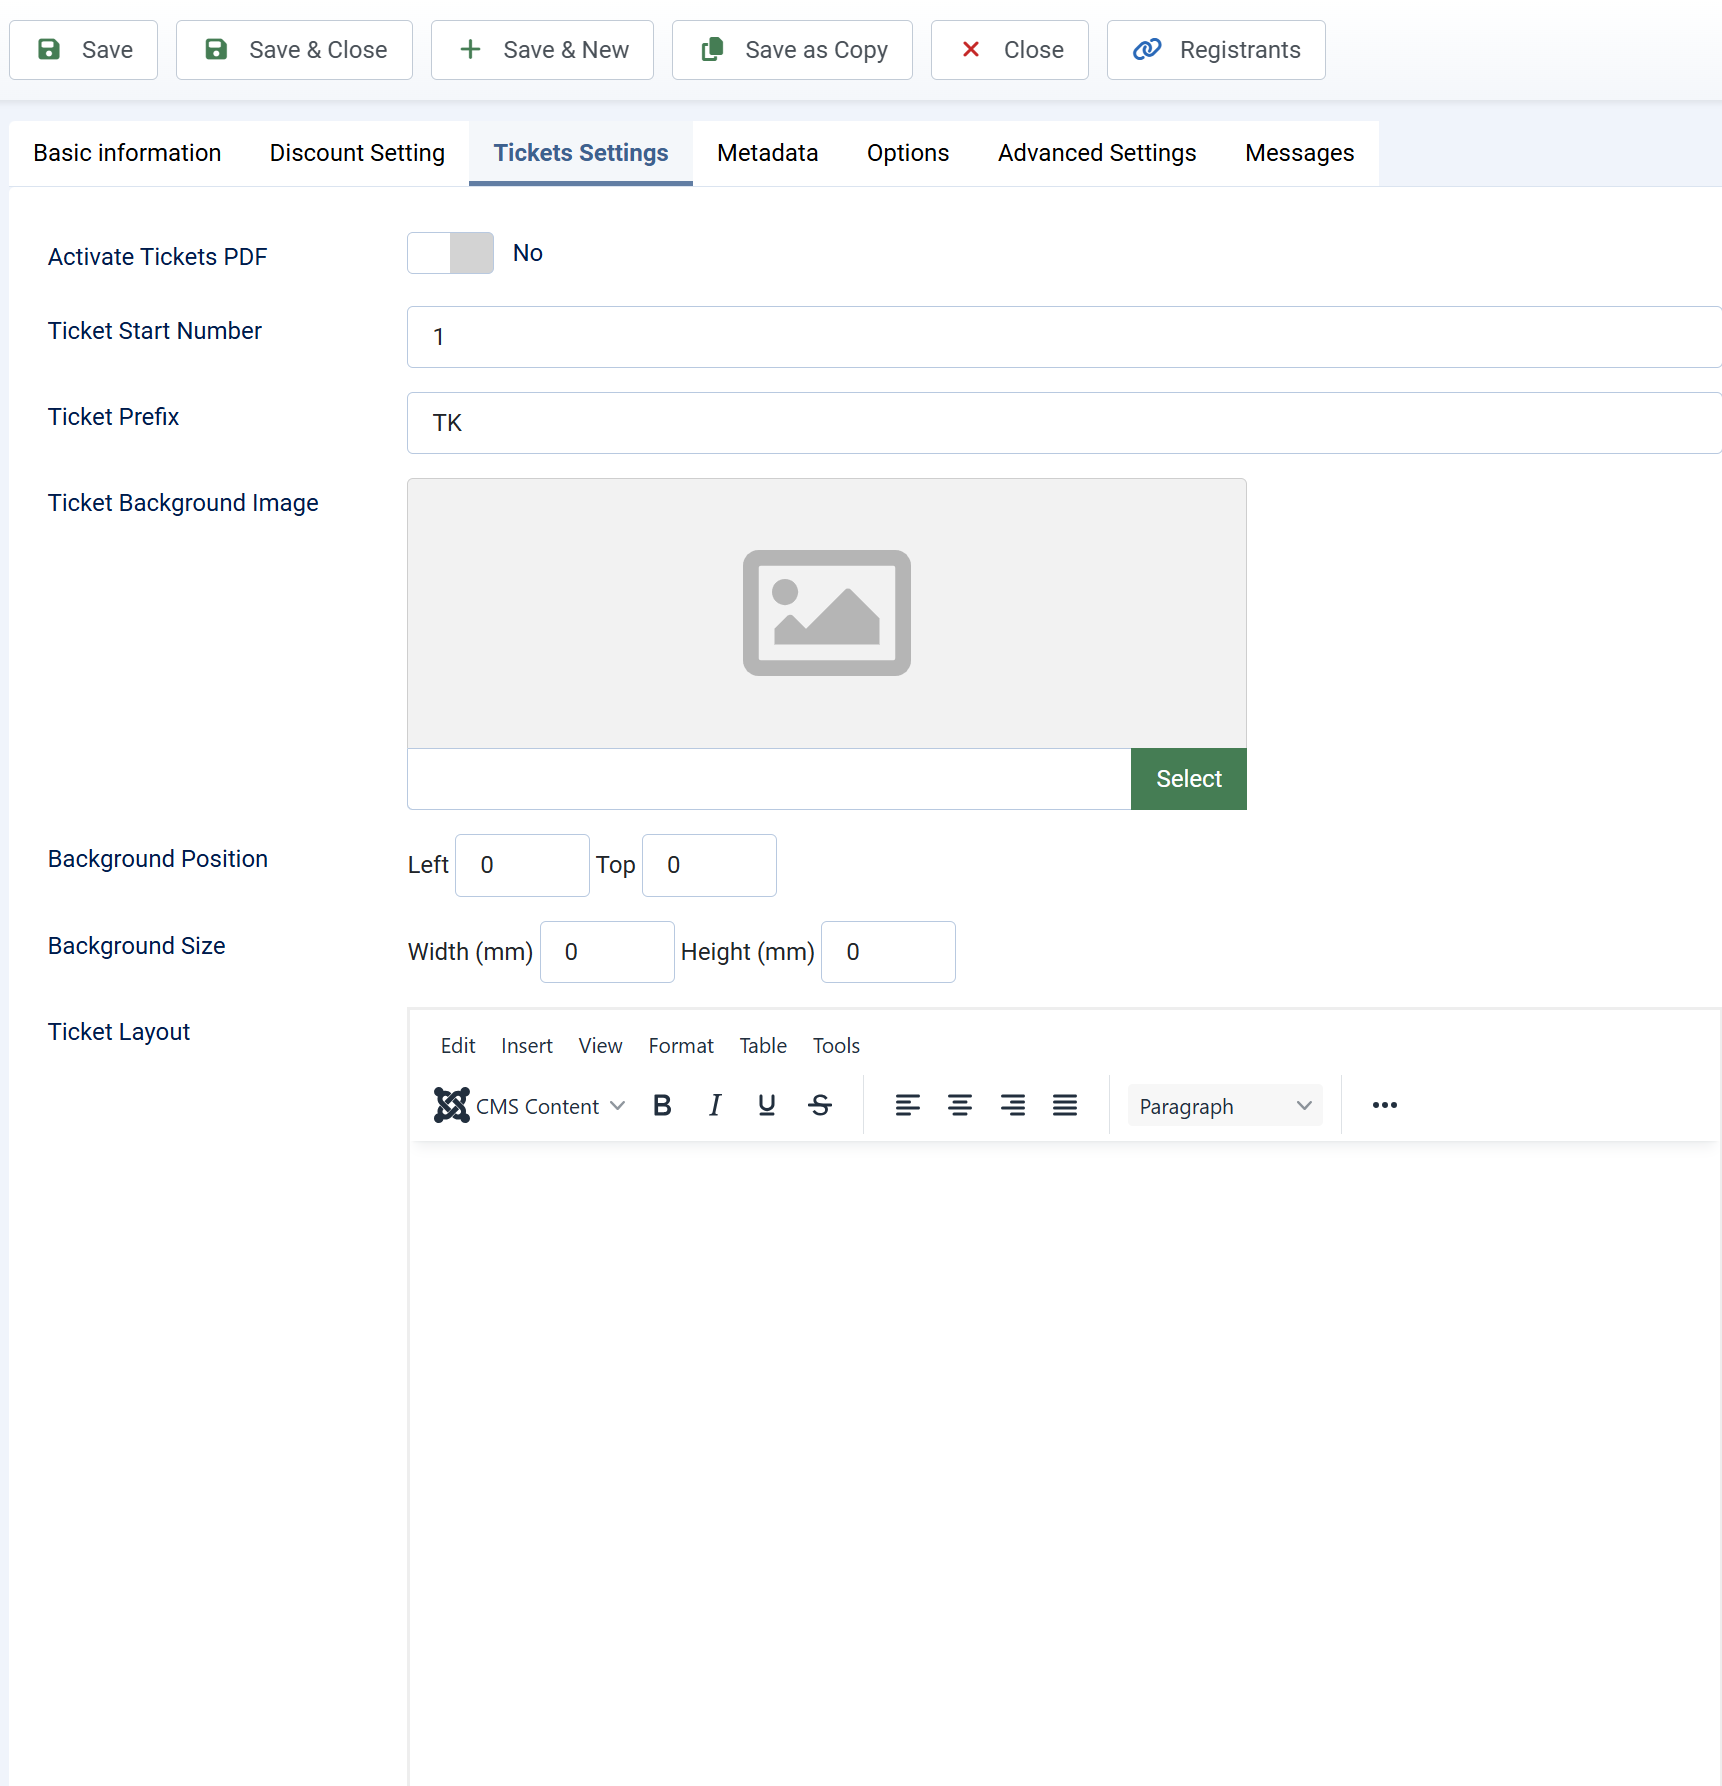 Save Save & Close Save & New Save as Copy Close Registrants
Basic information Discount Setting Tickets Settings Metadata Options Advanced Settings Messages
Activate Tickets PDF No
Ticket Start Number 1
Ticket Prefix TK
Ticket Background Image
Select
Background Position Left 0 Top 0
Background Size Width (mm) 0 Height (mm) 0
Ticket Layout
Edit Insert View Format Table Tools
CMS Content B I U S Paragraph